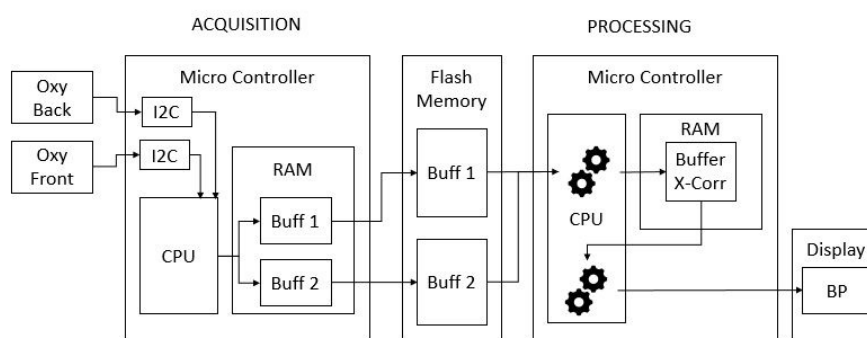 ACQUISITION
PROCESSING
Oxy
Back
Oxy
Front
Micro Controller
I2C
I2C
CPU
RAM
Buff 1
Buff 2
Flash
Memory
Buff 1
Buff 2
Micro Controller
CPU
RAM
Buffer
X-Corr
Display
BP